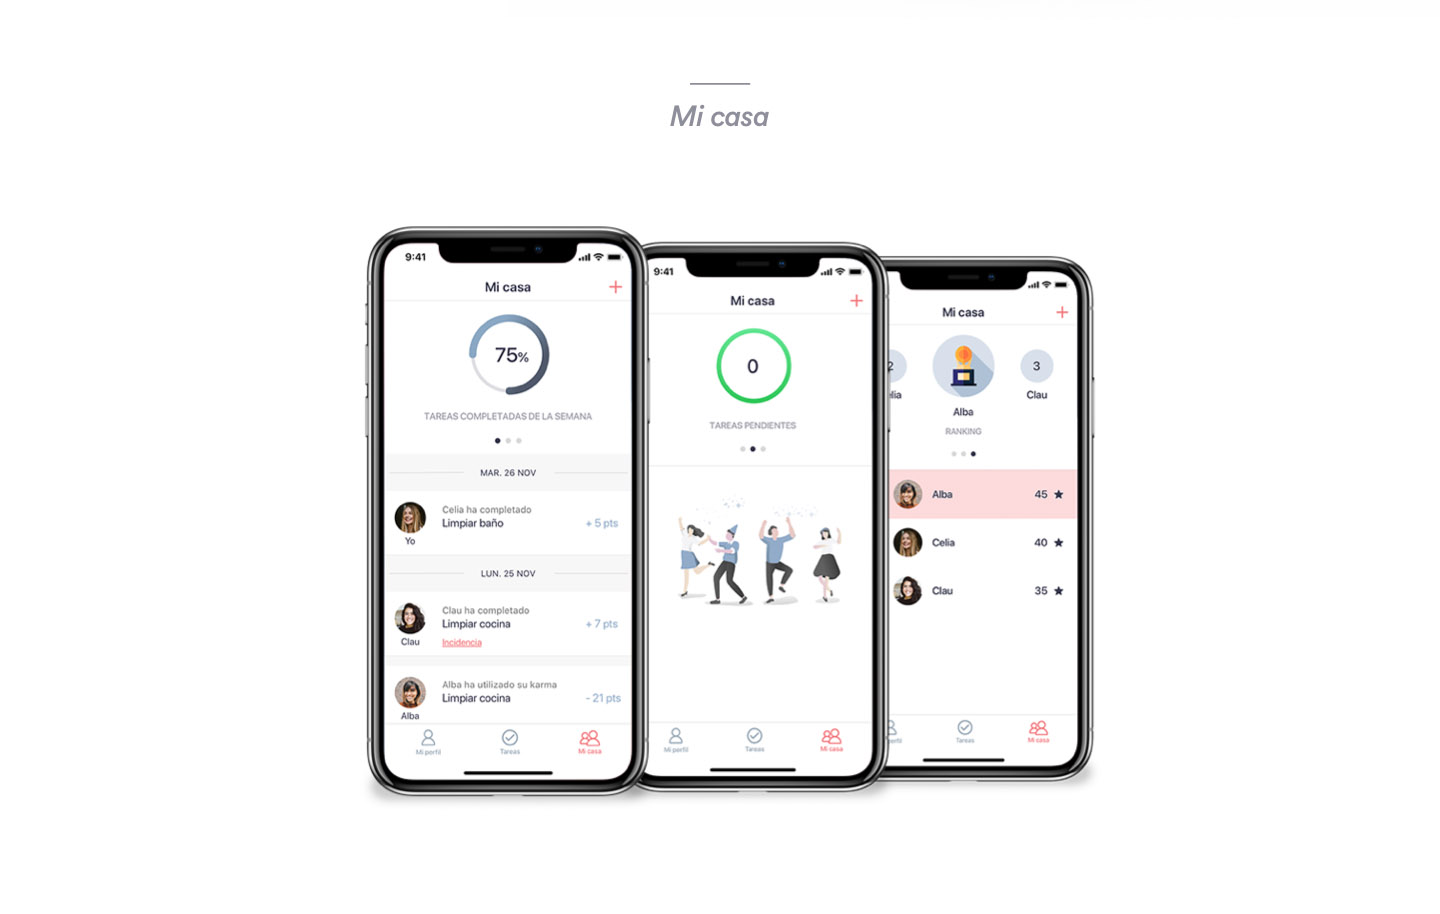 Mi casa
9:41
Mi casa
75%
TAREAS COMPLETADAS DE LA SEMANA
MAR. 26 NOV
Celia ha completado
Limpiar baño
+ 5 pts
Yo
LUN. 25 NOV
Clau ha completado
Limpiar cocina
+ 7 pts
Clau
Incidencia
Alba ha utilizado su karma
Limpiar cocina
- 21 pts
Alba
Mi perfil
Tareas
Mi casa
9:41
Mi casa
0
TAREAS PENDIENTES
Mi perfil
Tareas
Mi casa
Mi casa
2
3
elia
Clau
Alba
RANKING
Alba
45
Celia
40
Clau
35
erfil
Tareas
Mi casa